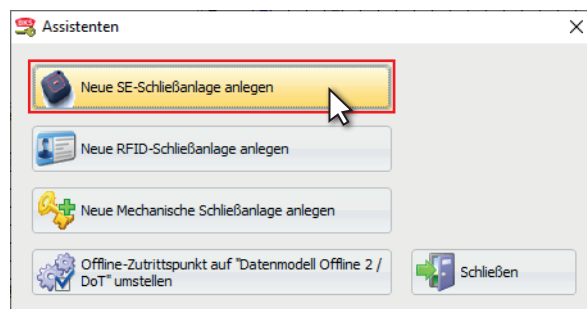 BKS Assistenten
Neue SE-Schließanlage anlegen
Neue RFID-Schließanlage anlegen
Neue Mechanische Schließanlage anlegen
Offline-Zutrittspunkt auf "Datenmodell Offline 2 /
DoT" umstellen
Schließen